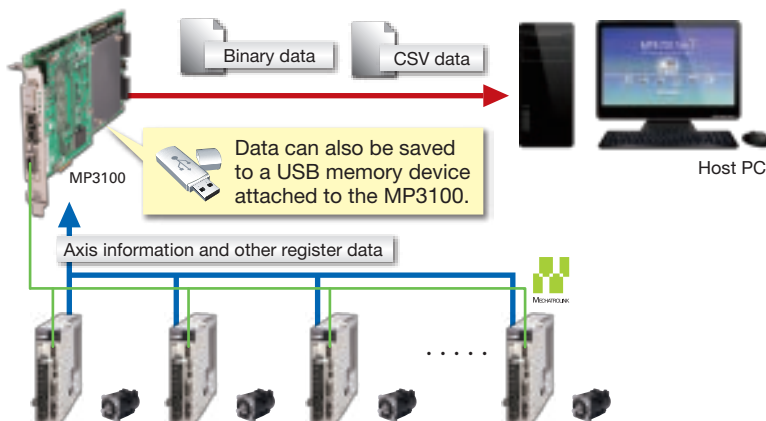 Binary data
CSV data
Data can also be saved
to a USB memory device
attached to the MP3100.
MP3100
Host PC
Axis information and other register data
MECHATROLINK
. . . . .